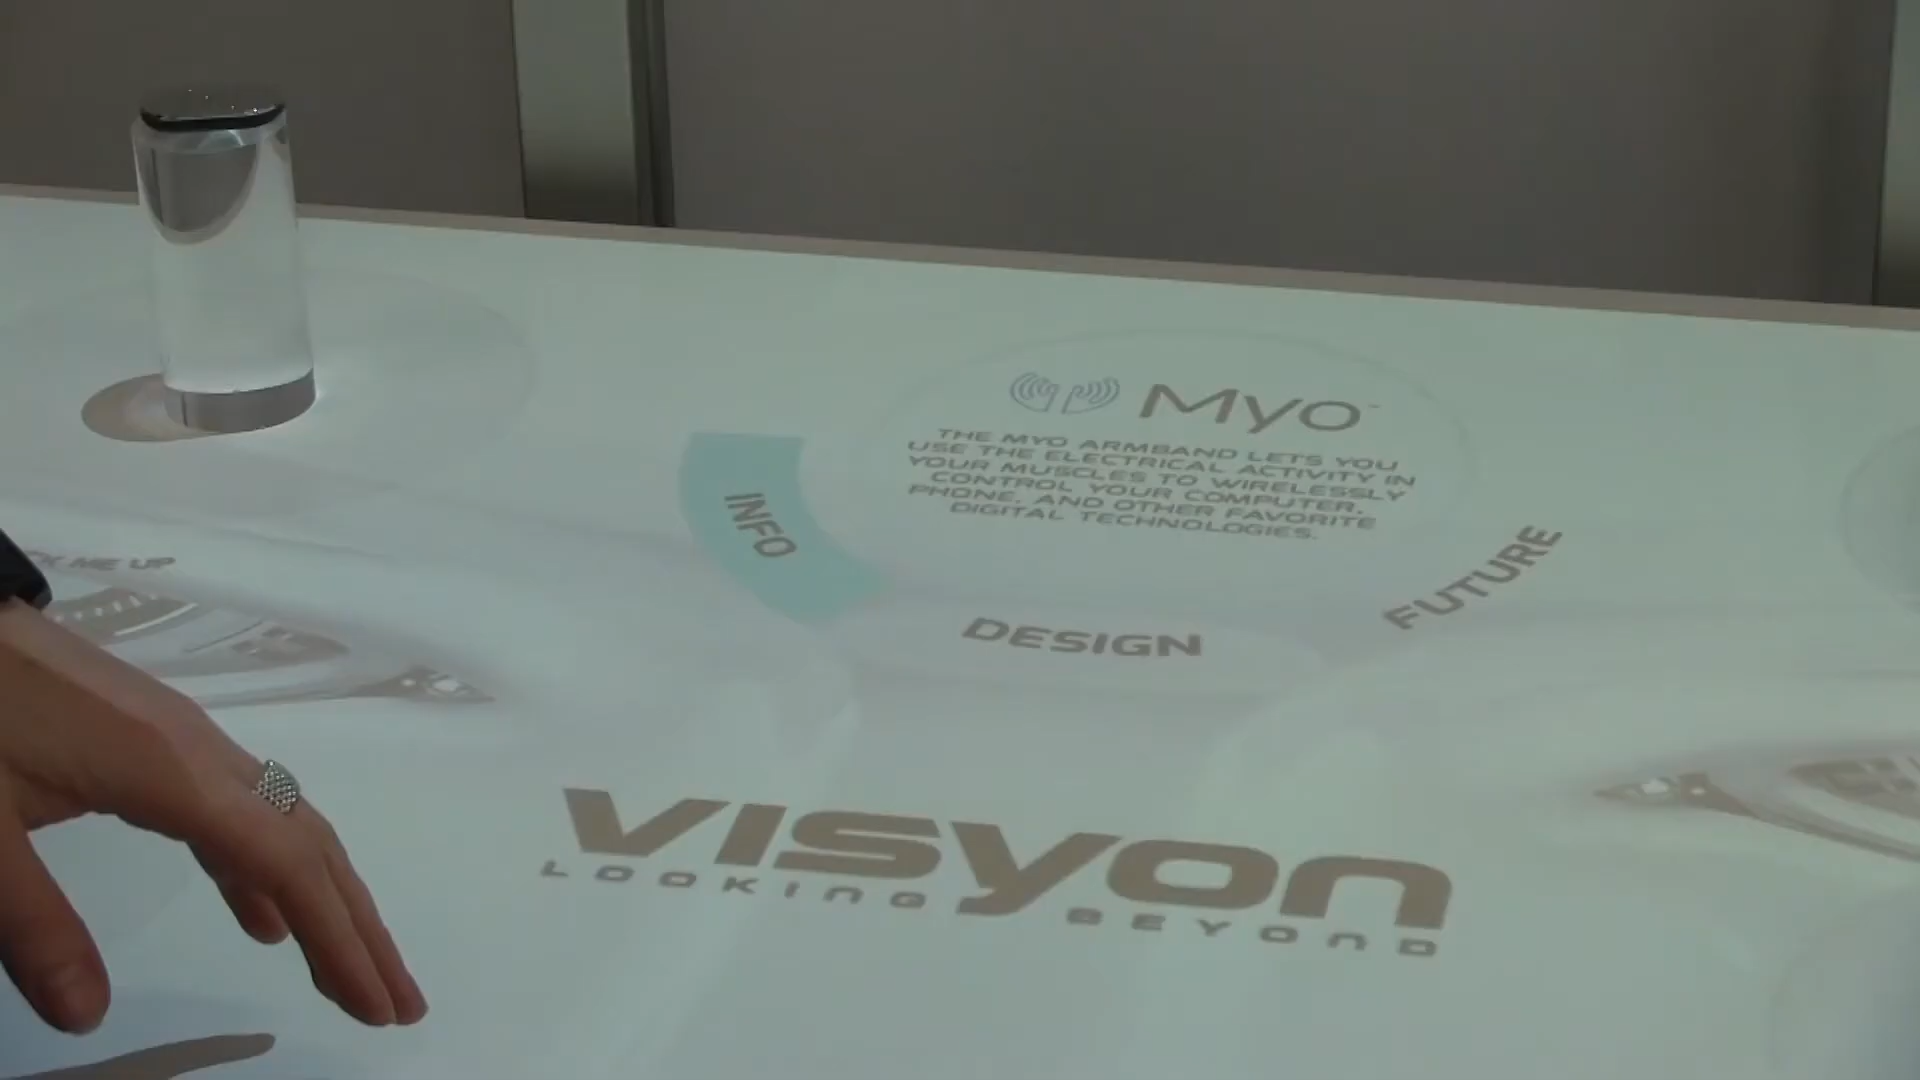 Myo
THE MYO ARMBAND LETS YOU
USE THE ELECTRICAL ACTIVITY IN
YOUR MUSCLES TO WIRELESSLY
CONTROL YOUR COMPUTER,
PHONE, AND OTHER FAVORITE
DIGITAL TECHNOLOGIES.
INFO
DESIGN
FUTURE
ME UP
VISYON
LOOKING BEYOND